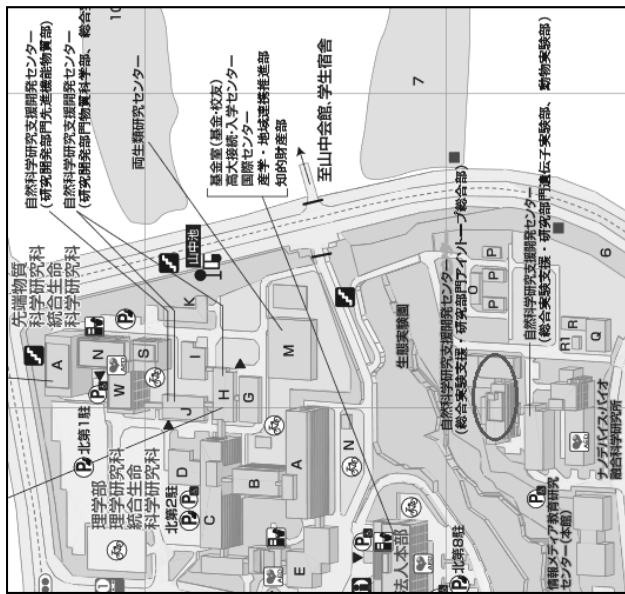 10
自然科学研究支援開発センター
(研究開発部門先進機能物質部)
自然科学研究支援開発センター
(研究開発部門物質科学部、総合
両生類研究センター
基金室(基金・校友)
高大接続・入学センター
国際センター
産学・地域連携推進部
知的財産部
至山中会館、学生宿舎
7
自然科学研究支援開発センター
(総合実験支援・研究部門アイソトープ総合部)
自然科学研究支援開発センター
(総合実験支援・研究部門遺伝子実験部、動物実験部)
6
先端物質
科学研究科
統合生命
科学研究科
山中池
生態実験園
A
N
S
W
K
I
J
H
G
M
北第1駐
理学部
理学研究科
統合生命
科学研究科
北第2駐
D
C
B
A
N
E
法人本部
北第8駐
P
P
O
P
P
R
R1
Q
ナノデバイス・バイオ
融合科学研究所
情報メディア教育研究
センター(本館)
1